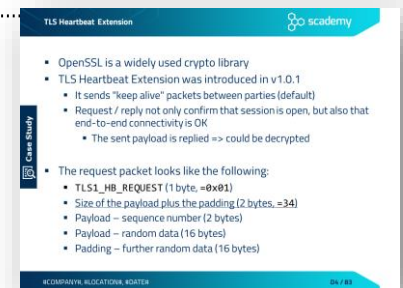 TLS Heartbeat Extension
scademy
OpenSSL is a widely used crypto library
TLS Heartbeat Extension was introduced in v1.0.1
It sends "keep alive" packets between parties (default)
Request / reply not only confirm that session is open, but also that
end-to-end connectivity is OK
The sent payload is replied => could be decrypted
Case Study
The request packet looks like the following:
TLS1_HB_REQUEST (1 byte, =0x01)
Size of the payload plus the padding (2 bytes, =34)
Payload – sequence number (2 bytes)
Payload – random data (16 bytes)
Padding – further random data (16 bytes)
#COMPANY#, #LOCATION#, #DATE#
D4 / 83